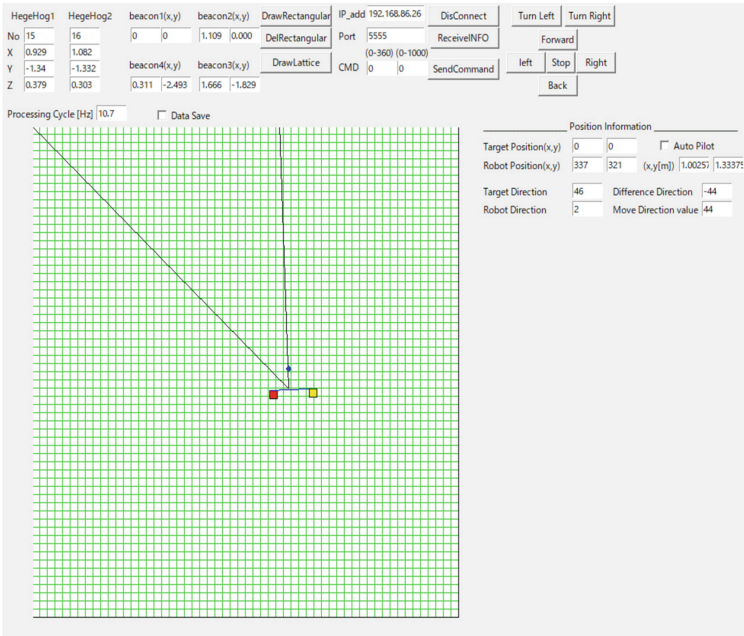 HegeHog1 HegeHog2 beacon1(x,y) beacon2(x,y) DrawRectangular IP_add 192.168.86.26 DisConnect Turn Left Turn Right
No 15 16 0 0 1.109 0.000 DelRectangular Port 5555 ReceiveINFO Forward
X 0.929 1.082 (0-360) (0-1000)
Y -1.34 -1.332 beacon4(x,y) beacon3(x,y) DrawLattice CMD 0 0 SendCommand left Stop Right
Z 0.379 0.303 0.311 -2.493 1.666 -1.829 Back
Processing Cycle [Hz] 10.7 Data Save
Position Information
Target Position(x,y) 0 0 Auto Pilot
Robot Position(x,y) 337 321 (x,y[m]) 1.0025 1.3337
Target Direction 46 Difference Direction -44
Robot Direction 2 Move Direction value 44